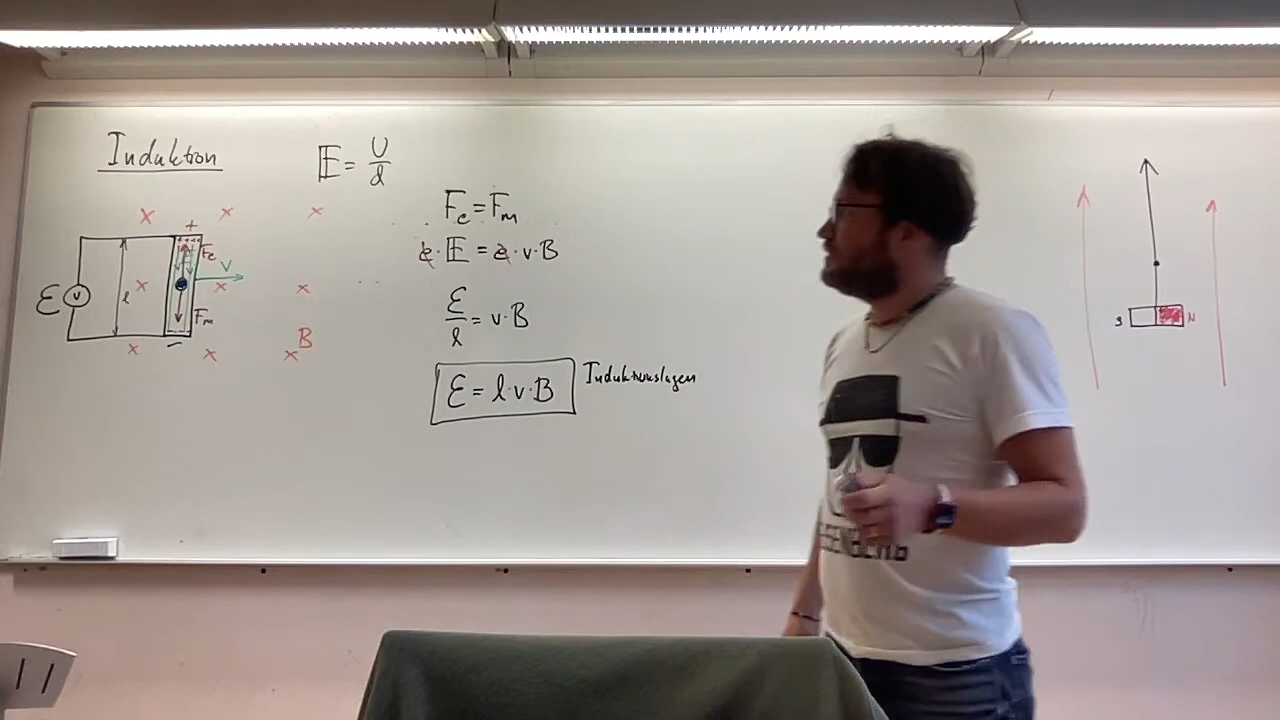 Induktion
E = U/l
× × ×
+
Fe
v
×
l
× ×
ℰ V
Fm
B
−
× × ×
Fe = Fm
e · E = e · v · B
ℰ/l = v · B
ℰ = l · v · B Induktionslagen
S N